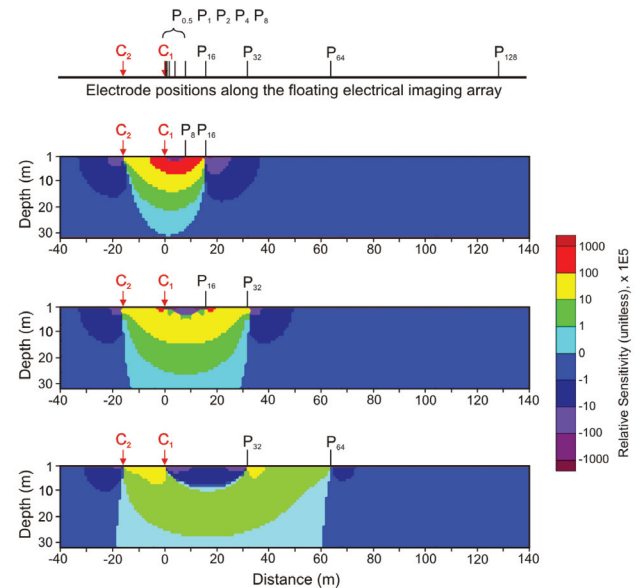 P0.5 P1 P2 P4 P8
C2 C1 P16 P32 P64 P128
Electrode positions along the floating electrical imaging array
C2 C1 P8 P16
1
10
20
30
Depth (m)
-40 -20 0 20 40 60 80 100 120 140
C2 C1 P16 P32
1
10
20
30
Depth (m)
-40 -20 0 20 40 60 80 100 120 140
C2 C1 P32 P64
1
10
20
30
Depth (m)
-40 -20 0 20 40 60 80 100 120 140
Distance (m)
1000
100
10
1
0
-1
-10
-100
-1000
Relative Sensitivity (unitless), x 1E5